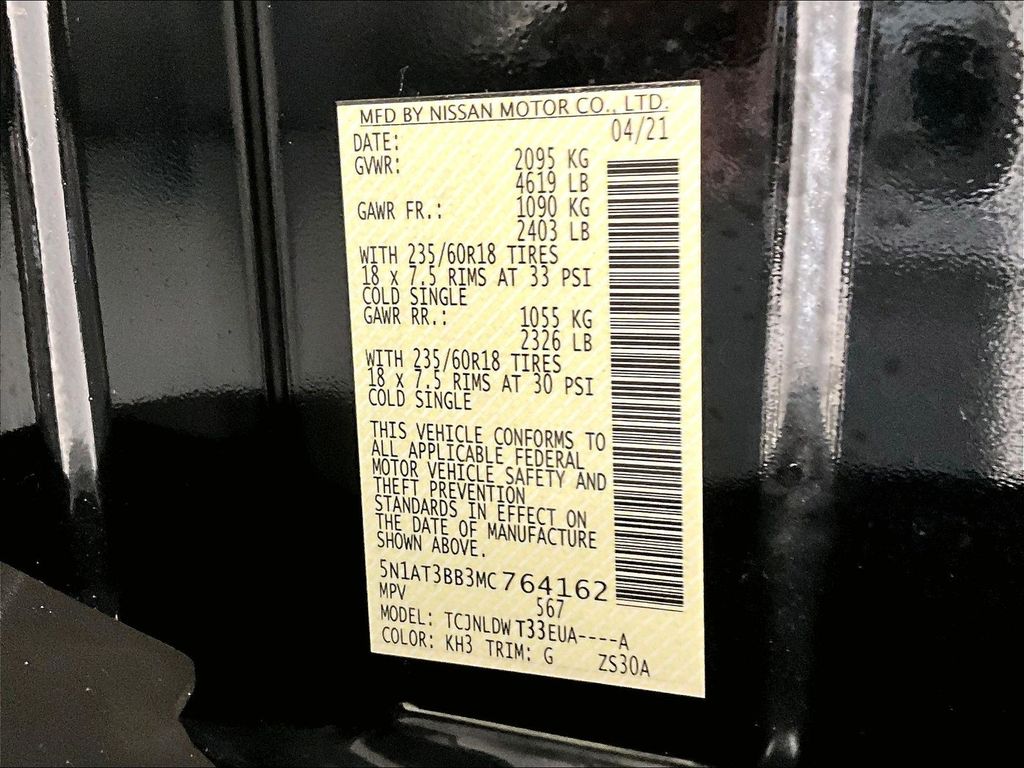 MFD BY NISSAN MOTOR CO., LTD.
DATE: 04/21
GVWR: 2095 KG
4619 LB
GAWR FR.: 1090 KG
2403 LB
WITH 235/60R18 TIRES
18 x 7.5 RIMS AT 33 PSI
COLD SINGLE
GAWR RR.: 1055 KG
2326 LB
WITH 235/60R18 TIRES
18 x 7.5 RIMS AT 30 PSI
COLD SINGLE
THIS VEHICLE CONFORMS TO
ALL APPLICABLE FEDERAL
MOTOR VEHICLE SAFETY AND
THEFT PREVENTION
STANDARDS IN EFFECT ON
THE DATE OF MANUFACTURE
SHOWN ABOVE.
5N1AT3BB3MC764162
MPV 567
MODEL: TCJNLDW T33EUA----A
COLOR: KH3 TRIM: G ZS30A